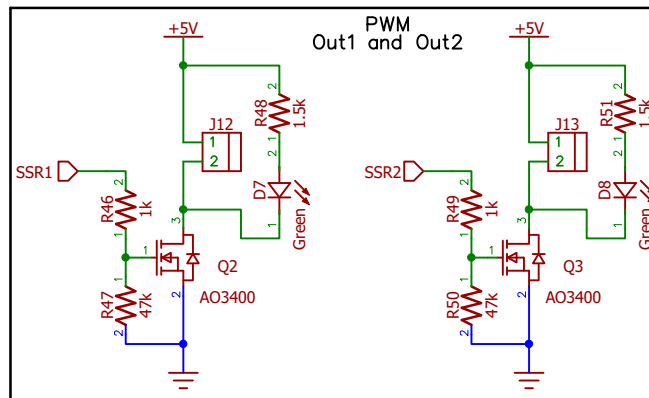 PWM
Out1 and Out2
+5V
2
R48
1.5k
J12
1
2
2
D7
1
Green
SSR1
2
R46
1k
1
3
1
Q2
AO3400
2
1
R47
47k
2
+5V
2
R51
1.5k
J13
1
2
2
D8
1
Green
SSR2
2
R49
1k
1
3
1
Q3
AO3400
2
1
R50
47k
2